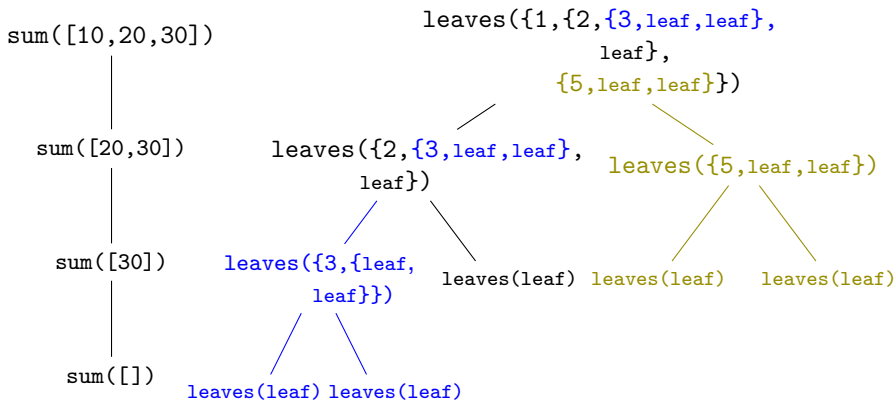 sum([10,20,30])
leaves({1,{2,{3,leaf,leaf},
leaf},
{5,leaf,leaf}})
sum([20,30])
leaves({2,{3,leaf,leaf},
leaf})
leaves({5,leaf,leaf})
sum([30])
leaves({3,{leaf,
leaf}})
leaves(leaf)
leaves(leaf)
leaves(leaf)
sum([])
leaves(leaf)
leaves(leaf)